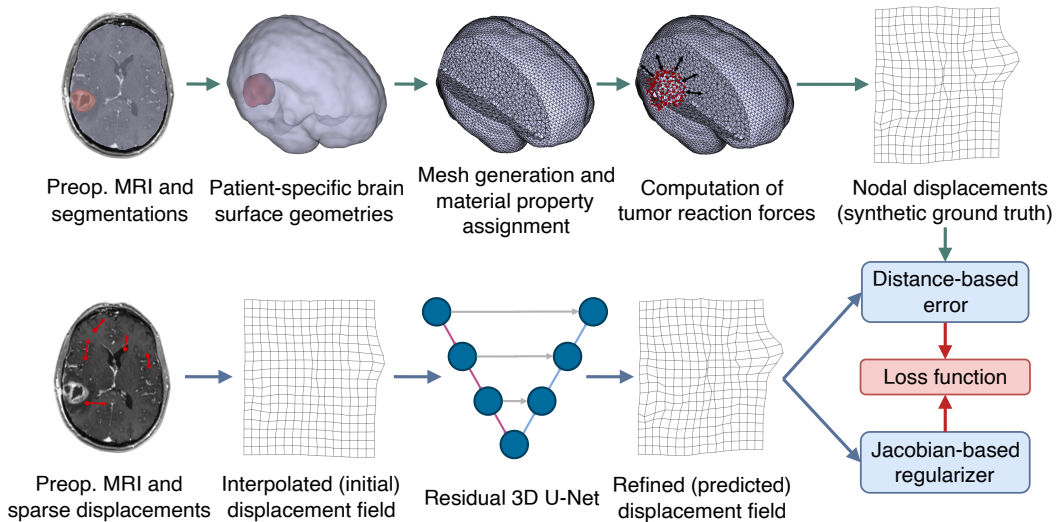 Preop. MRI and
segmentations
Patient-specific brain
surface geometries
Mesh generation and
material property
assignment
Computation of
tumor reaction forces
Nodal displacements
(synthetic ground truth)
Distance-based
error
Loss function
Jacobian-based
regularizer
Preop. MRI and
sparse displacements
Interpolated (initial)
displacement field
Residual 3D U-Net
Refined (predicted)
displacement field